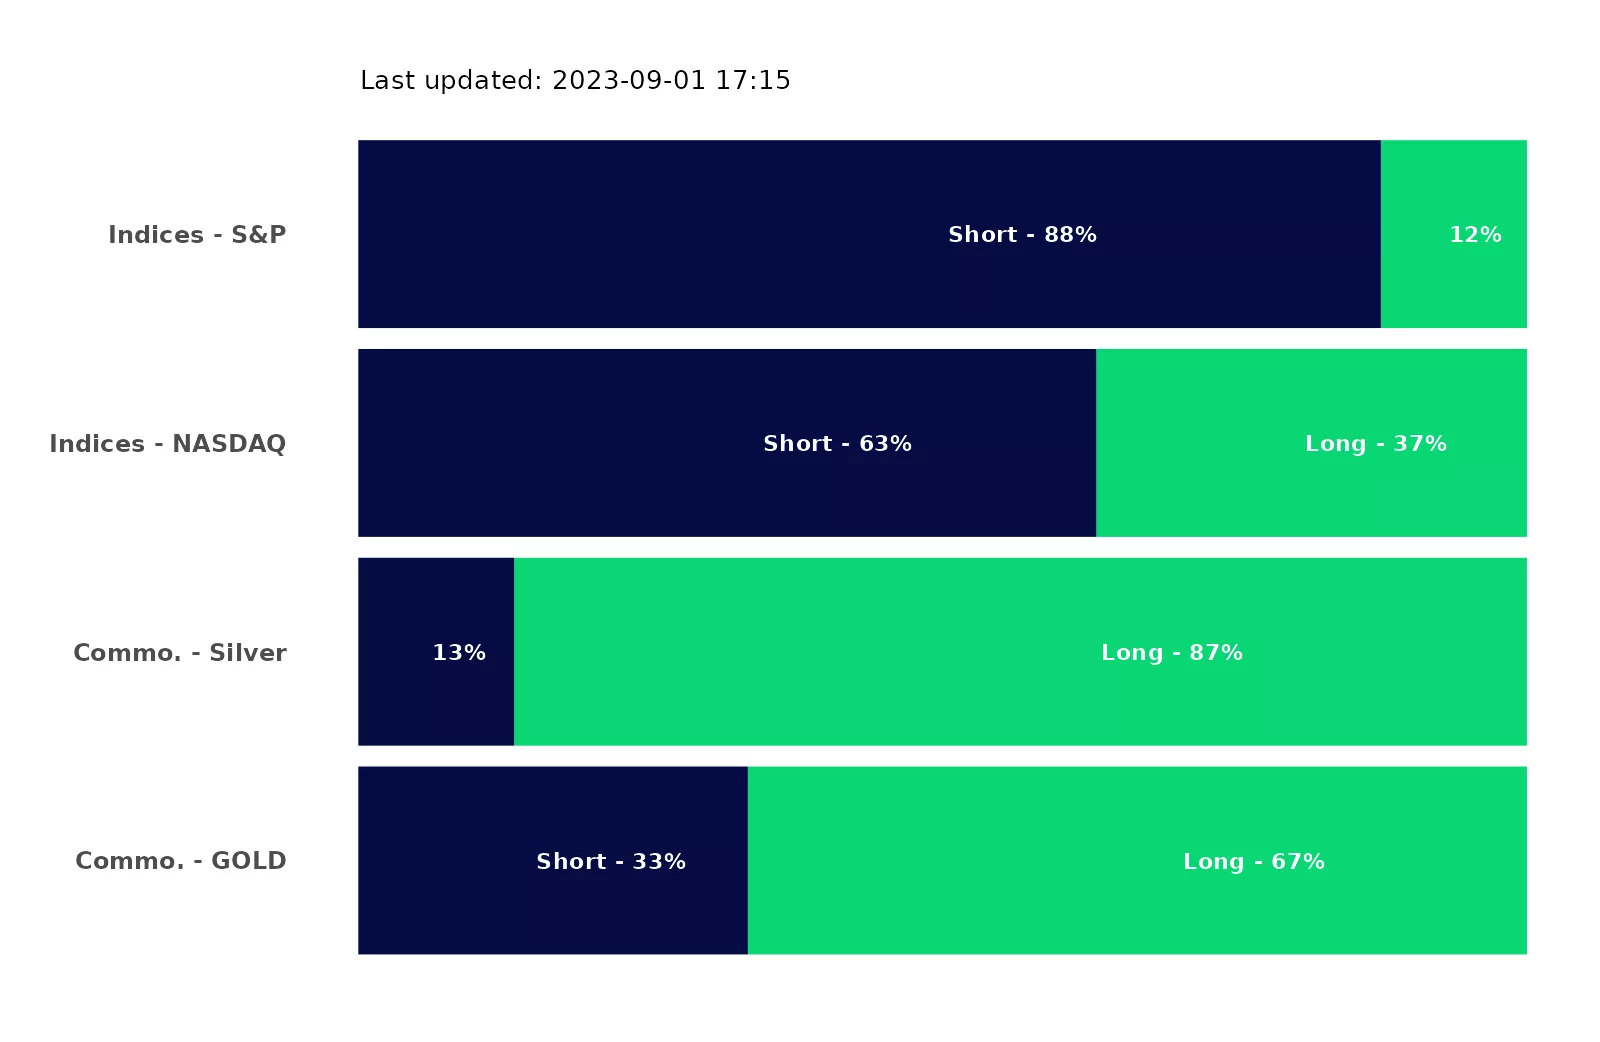 Last updated: 2023-09-01 17:15
Indices - S&P
Short - 88%
12%
Indices - NASDAQ
Short - 63%
Long - 37%
Commo. - Silver
13%
Long - 87%
Commo. - GOLD
Short - 33%
Long - 67%